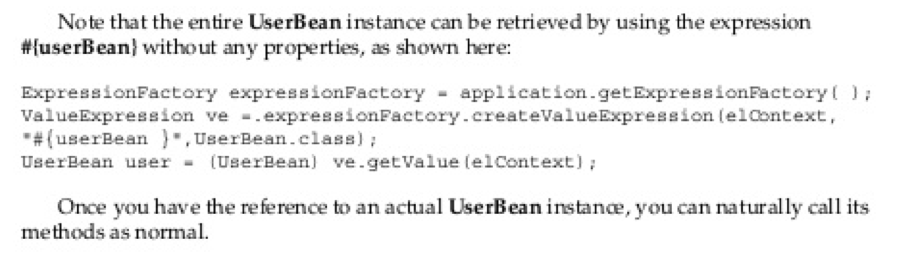 Note that the entire UserBean instance can be retrieved by using the expression
#{userBean} without any properties, as shown here:
ExpressionFactory expressionFactory = application.getExpressionFactory( );
ValueExpression ve =.expressionFactory.createValueExpression(elContext,
"#{userBean }",UserBean.class);
UserBean user = (UserBean) ve.getValue(elContext);
Once you have the reference to an actual UserBean instance, you can naturally call its
methods as normal.